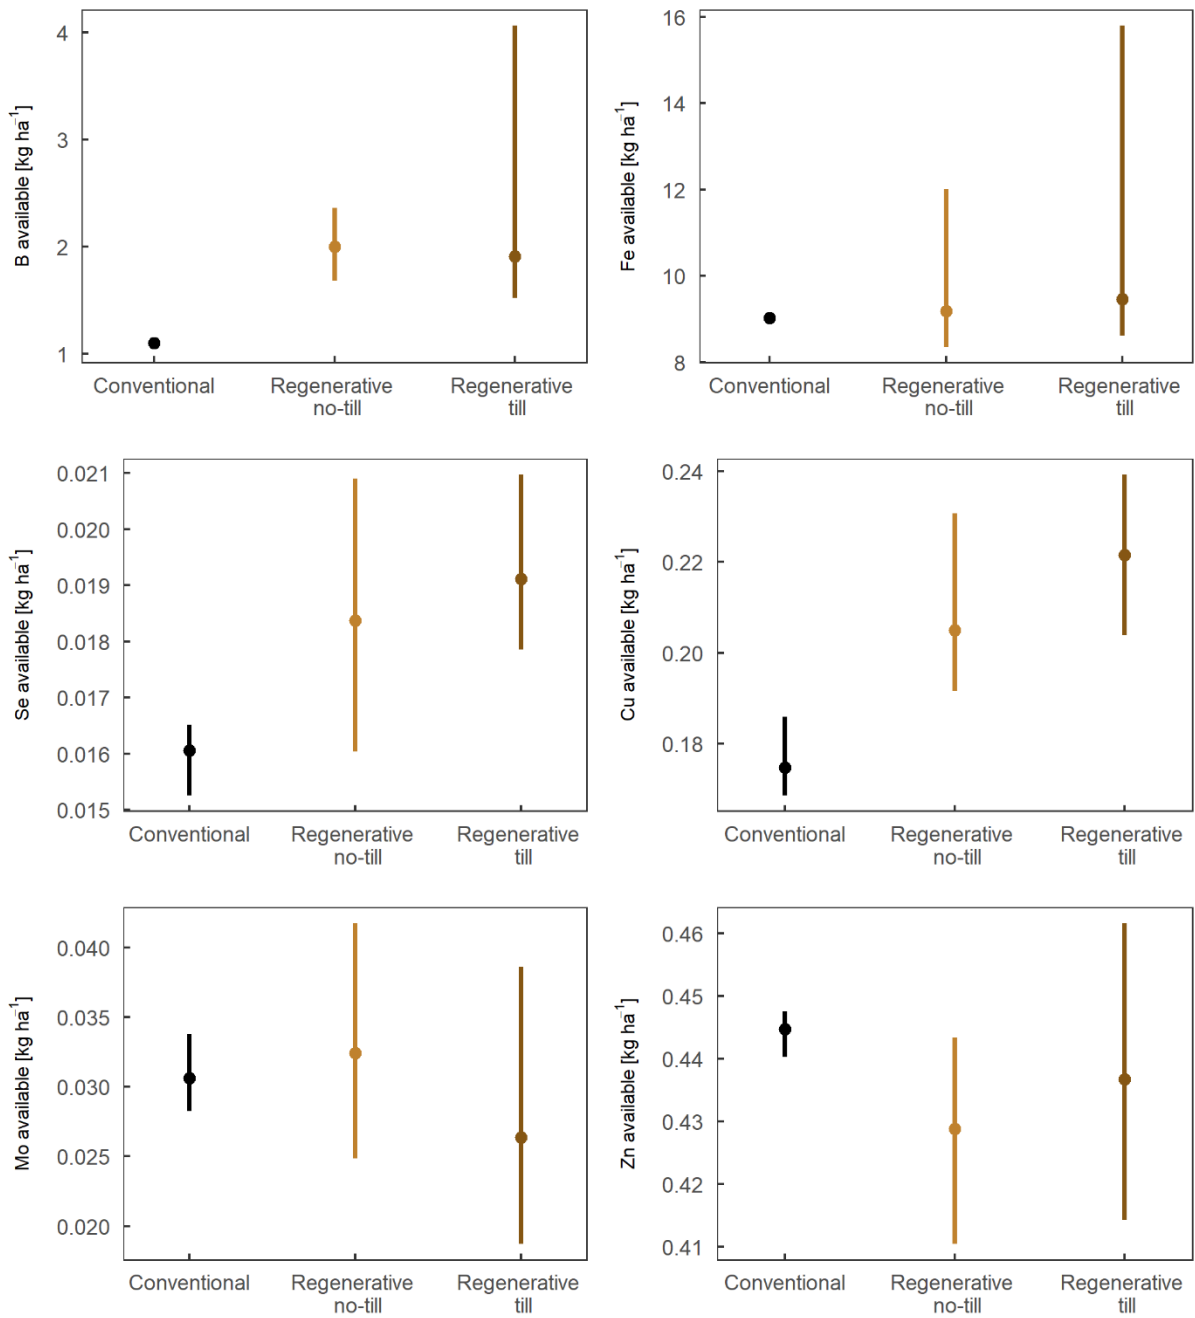 B available [kg ha⁻¹]
4
3
2
1
Conventional
Regenerative
no-till
Regenerative
till
Fe available [kg ha⁻¹]
16
14
12
10
8
Conventional
Regenerative
no-till
Regenerative
till
Se available [kg ha⁻¹]
0.021
0.020
0.019
0.018
0.017
0.016
0.015
Conventional
Regenerative
no-till
Regenerative
till
Cu available [kg ha⁻¹]
0.24
0.22
0.20
0.18
Conventional
Regenerative
no-till
Regenerative
till
Mo available [kg ha⁻¹]
0.040
0.035
0.030
0.025
0.020
Conventional
Regenerative
no-till
Regenerative
till
Zn available [kg ha⁻¹]
0.46
0.45
0.44
0.43
0.42
0.41
Conventional
Regenerative
no-till
Regenerative
till